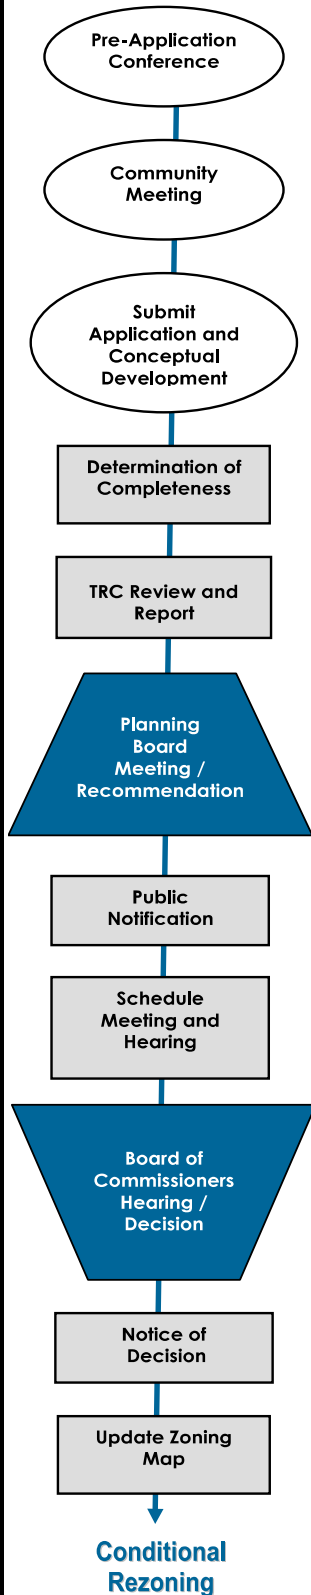 Pre-Application
Conference
Community
Meeting
Submit
Application and
Conceptual
Development
Determination of
Completeness
TRC Review and
Report
Planning
Board
Meeting /
Recommendation
Public
Notification
Schedule
Meeting and
Hearing
Board of
Commissioners
Hearing /
Decision
Notice of
Decision
Update Zoning
Map
Conditional
Rezoning